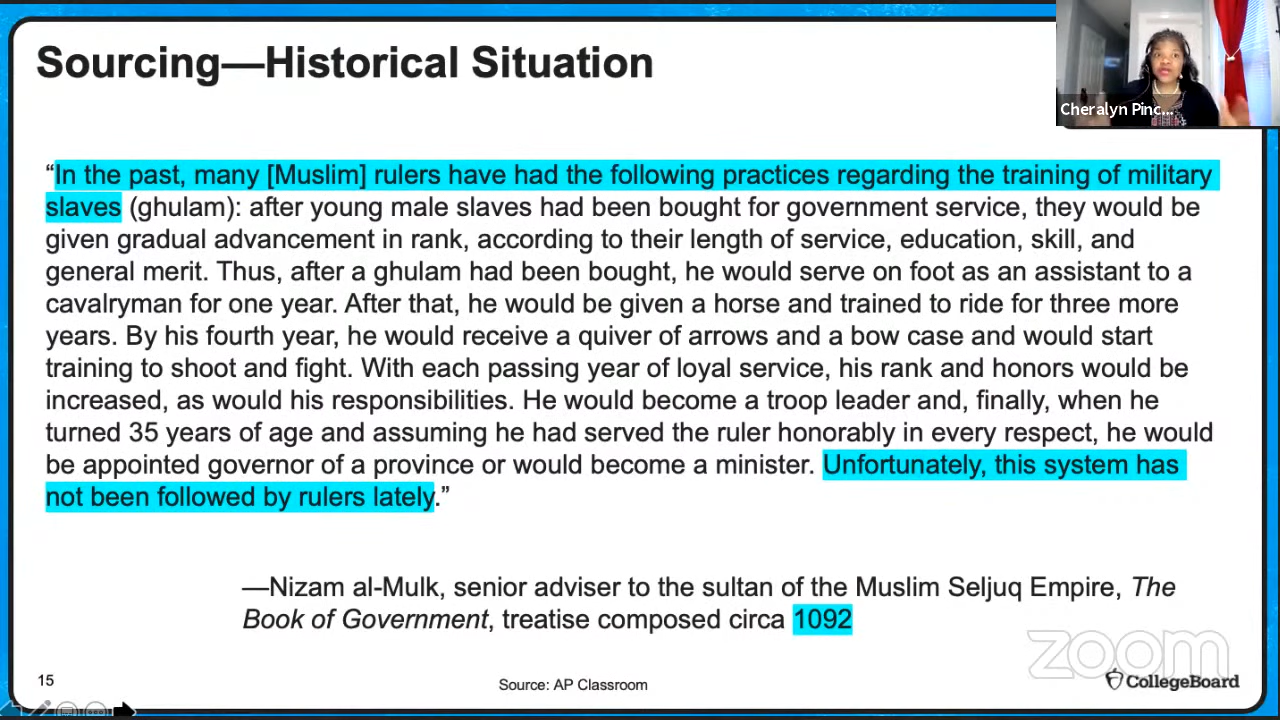 Sourcing—Historical Situation
Cheralyn Pinc...
“In the past, many [Muslim] rulers have had the following practices regarding the training of military
slaves (ghulam): after young male slaves had been bought for government service, they would be
given gradual advancement in rank, according to their length of service, education, skill, and
general merit. Thus, after a ghulam had been bought, he would serve on foot as an assistant to a
cavalryman for one year. After that, he would be given a horse and trained to ride for three more
years. By his fourth year, he would receive a quiver of arrows and a bow case and would start
training to shoot and fight. With each passing year of loyal service, his rank and honors would be
increased, as would his responsibilities. He would become a troop leader and, finally, when he
turned 35 years of age and assuming he had served the ruler honorably in every respect, he would
be appointed governor of a province or would become a minister. Unfortunately, this system has
not been followed by rulers lately.”
—Nizam al-Mulk, senior adviser to the sultan of the Muslim Seljuq Empire, The
Book of Government, treatise composed circa 1092
zoom
15
Source: AP Classroom
CollegeBoard